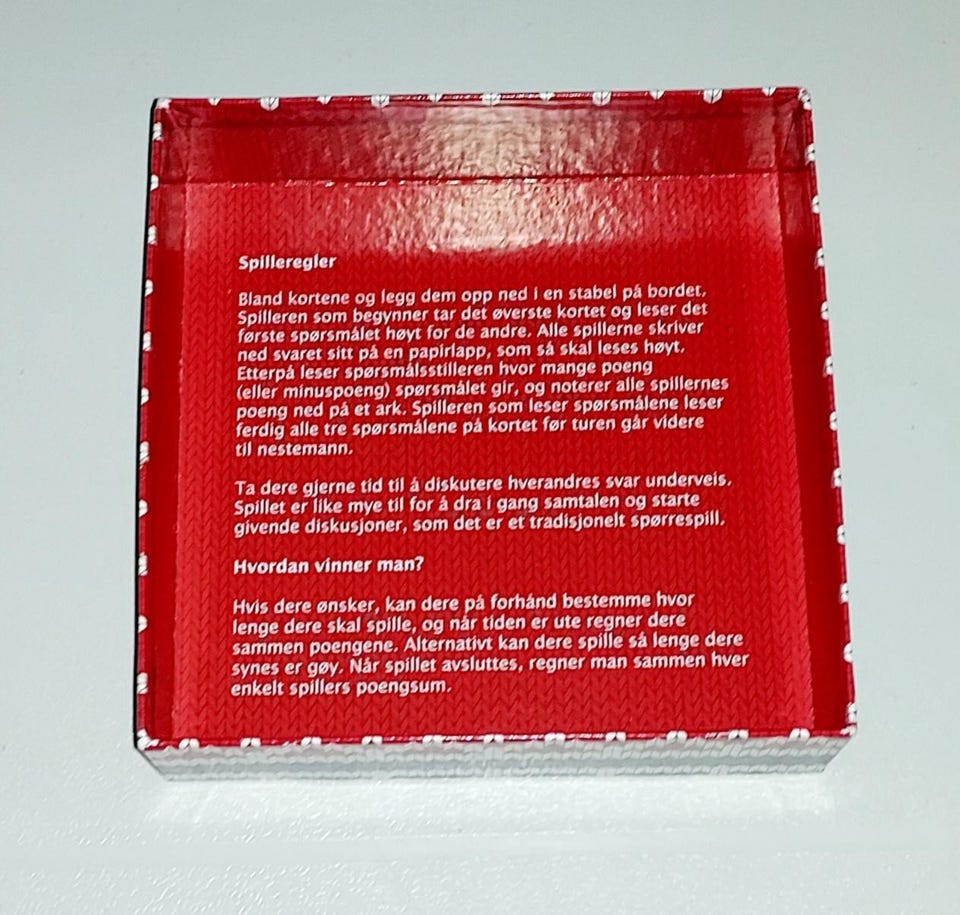 Spilleregler
Bland kortene og legg dem opp ned i en stabel på bordet.
Spilleren som begynner tar det øverste kortet og leser det
første spørsmålet høyt for de andre. Alle spillerne skriver
ned svaret sitt på en papirlapp, som så skal leses høyt.
Etterpå leser spørsmålsstilleren hvor mange poeng
(eller minuspoeng) spørsmålet gir, og noterer alle spillernes
poeng ned på et ark. Spilleren som leser spørsmålene leser
ferdig alle tre spørsmålene på kortet før turen går videre
til nestemann.
Ta dere gjerne tid til å diskutere hverandres svar underveis.
Spillet er like mye til for å dra i gang samtalen og starte
givende diskusjoner, som det er et tradisjonelt spørrespill.
Hvordan vinner man?
Hvis dere ønsker, kan dere på forhånd bestemme hvor
lenge dere skal spille, og når tiden er ute regner dere
sammen poengene. Alternativt kan dere spille så lenge dere
synes er gøy. Når spillet avsluttes, regner man sammen hver
enkelt spillers poengsum.